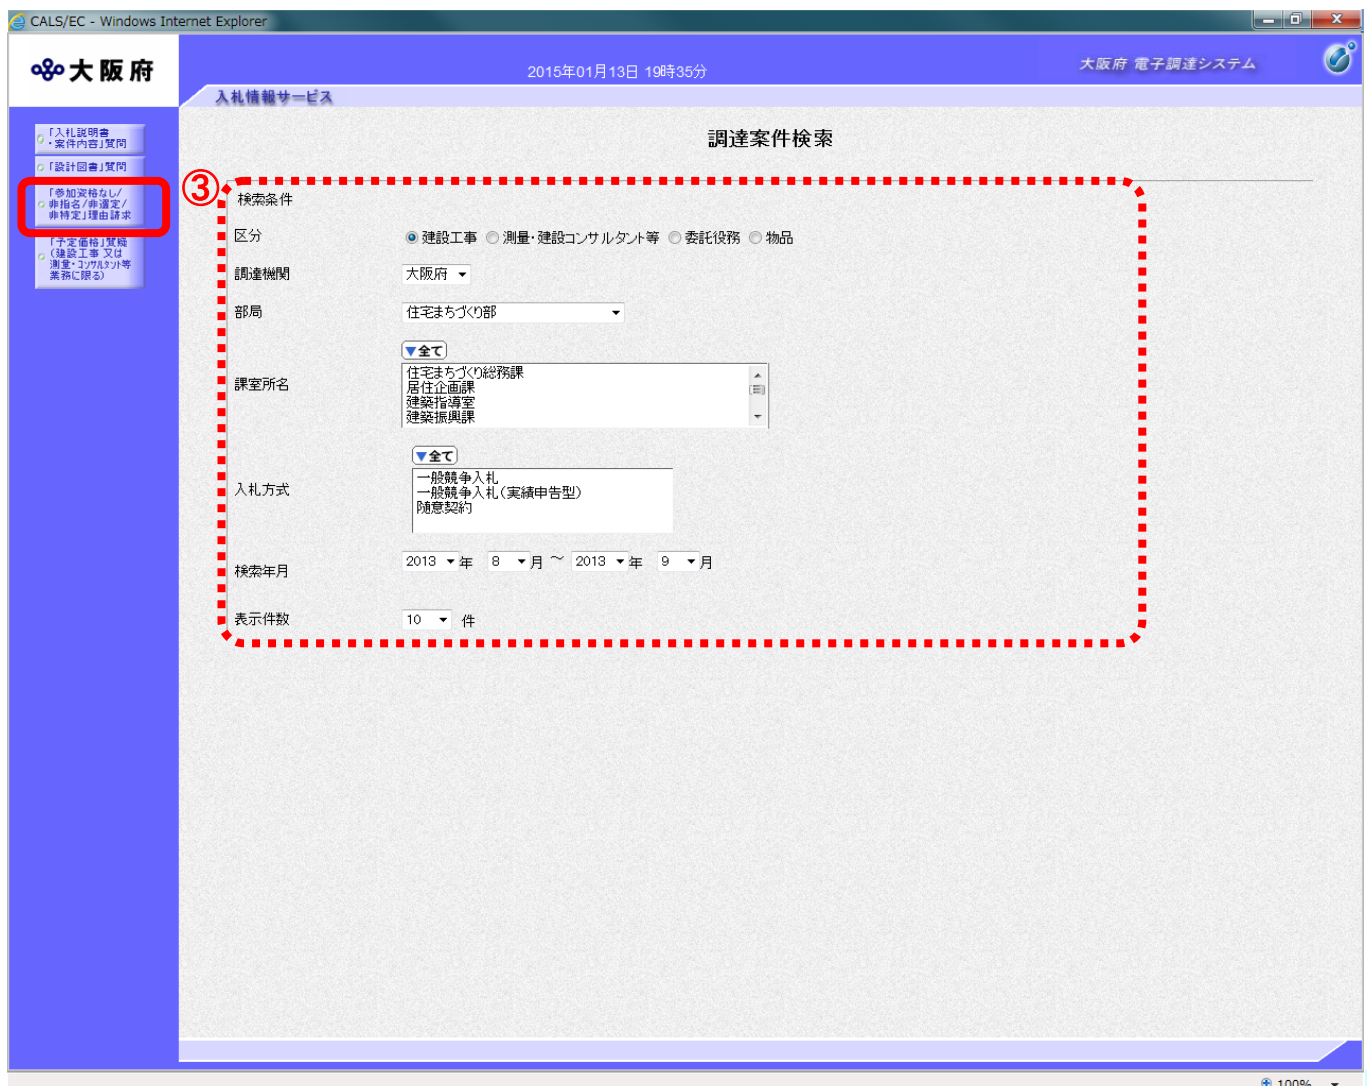 CALS/EC - Windows Internet Explorer
大阪府
2015年01月13日 19時35分
大阪府 電子調達システム
入札情報サービス
「入札説明書
・案件内容」質問
「設計図書」質問
「参加資格なし/
非指名/非選定/
非特定」理由請求
「予定価格」質疑
(建設工事 又は
測量・コンサルタント等
業務に限る)
調達案件検索
③
検索条件
区分
建設工事 測量・建設コンサルタント等 委託役務 物品
調達機関
大阪府
部局
住宅まちづくり部
▼全て
課室所名
住宅まちづくり総務課
居住企画課
建築指導室
建築振興課
▼全て
入札方式
一般競争入札
一般競争入札(実績申告型)
随意契約
検索年月
2013 年 8 月 ～ 2013 年 9 月
表示件数
10 件
100%